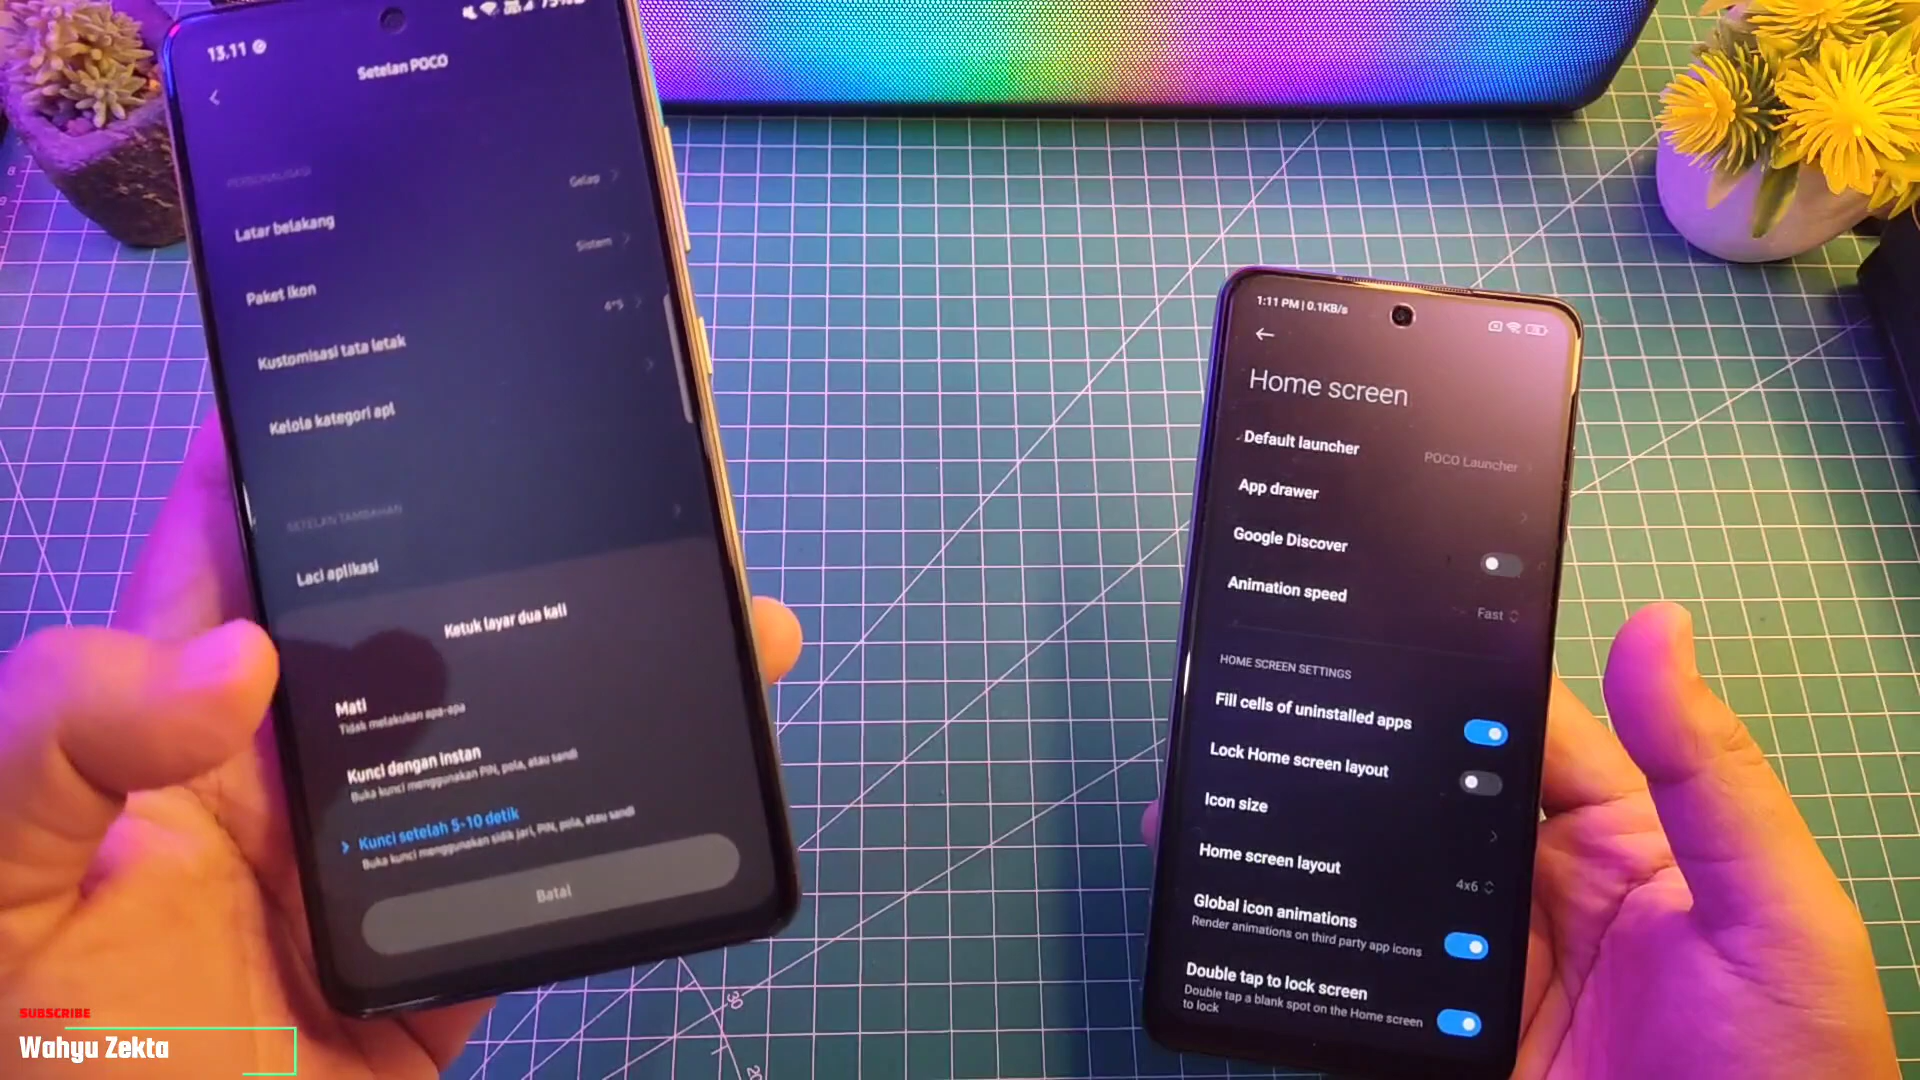 13.11
Setelan POCO
PERSONALISASI
Latar belakang
Gelap
Paket ikon
Sistem
Kustomisasi tata letak
Kelola kategori apl
SETELAN TAMBAHAN
Laci aplikasi
Ketuk layar dua kali
Mati
Tidak melakukan apa-apa
Kunci dengan instan
Buka kunci menggunakan PIN, pola, atau sandi
Kunci setelah 5-10 detik
Buka kunci menggunakan sidik jari, PIN, pola, atau sandi
Batal
1:11 PM | 0.1KB/s
Home screen
Default launcher
POCO Launcher
App drawer
Google Discover
Animation speed
Fast
HOME SCREEN SETTINGS
Fill cells of uninstalled apps
Lock Home screen layout
Icon size
Home screen layout
4x6
Global icon animations
Render animations on third party app icons
Double tap to lock screen
Double tap a blank spot on the Home screen
to lock
30
20
SUBSCRIBE
Wahyu Zekta